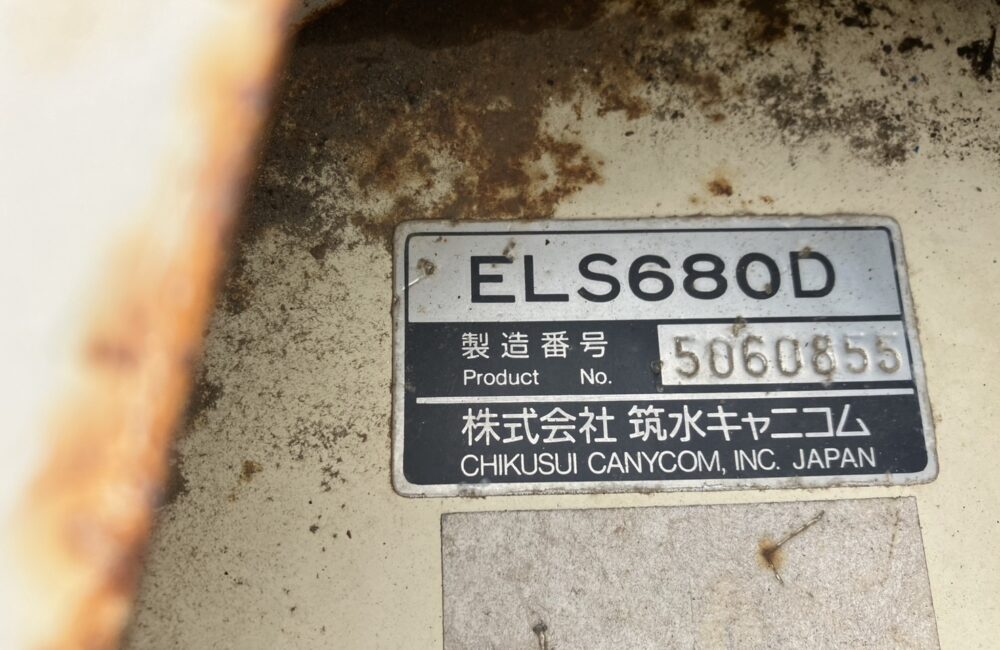 ELS680D
製造番号
Product No. 5060855
株式会社 筑水キャニコム
CHIKUSUI CANYCOM, INC. JAPAN